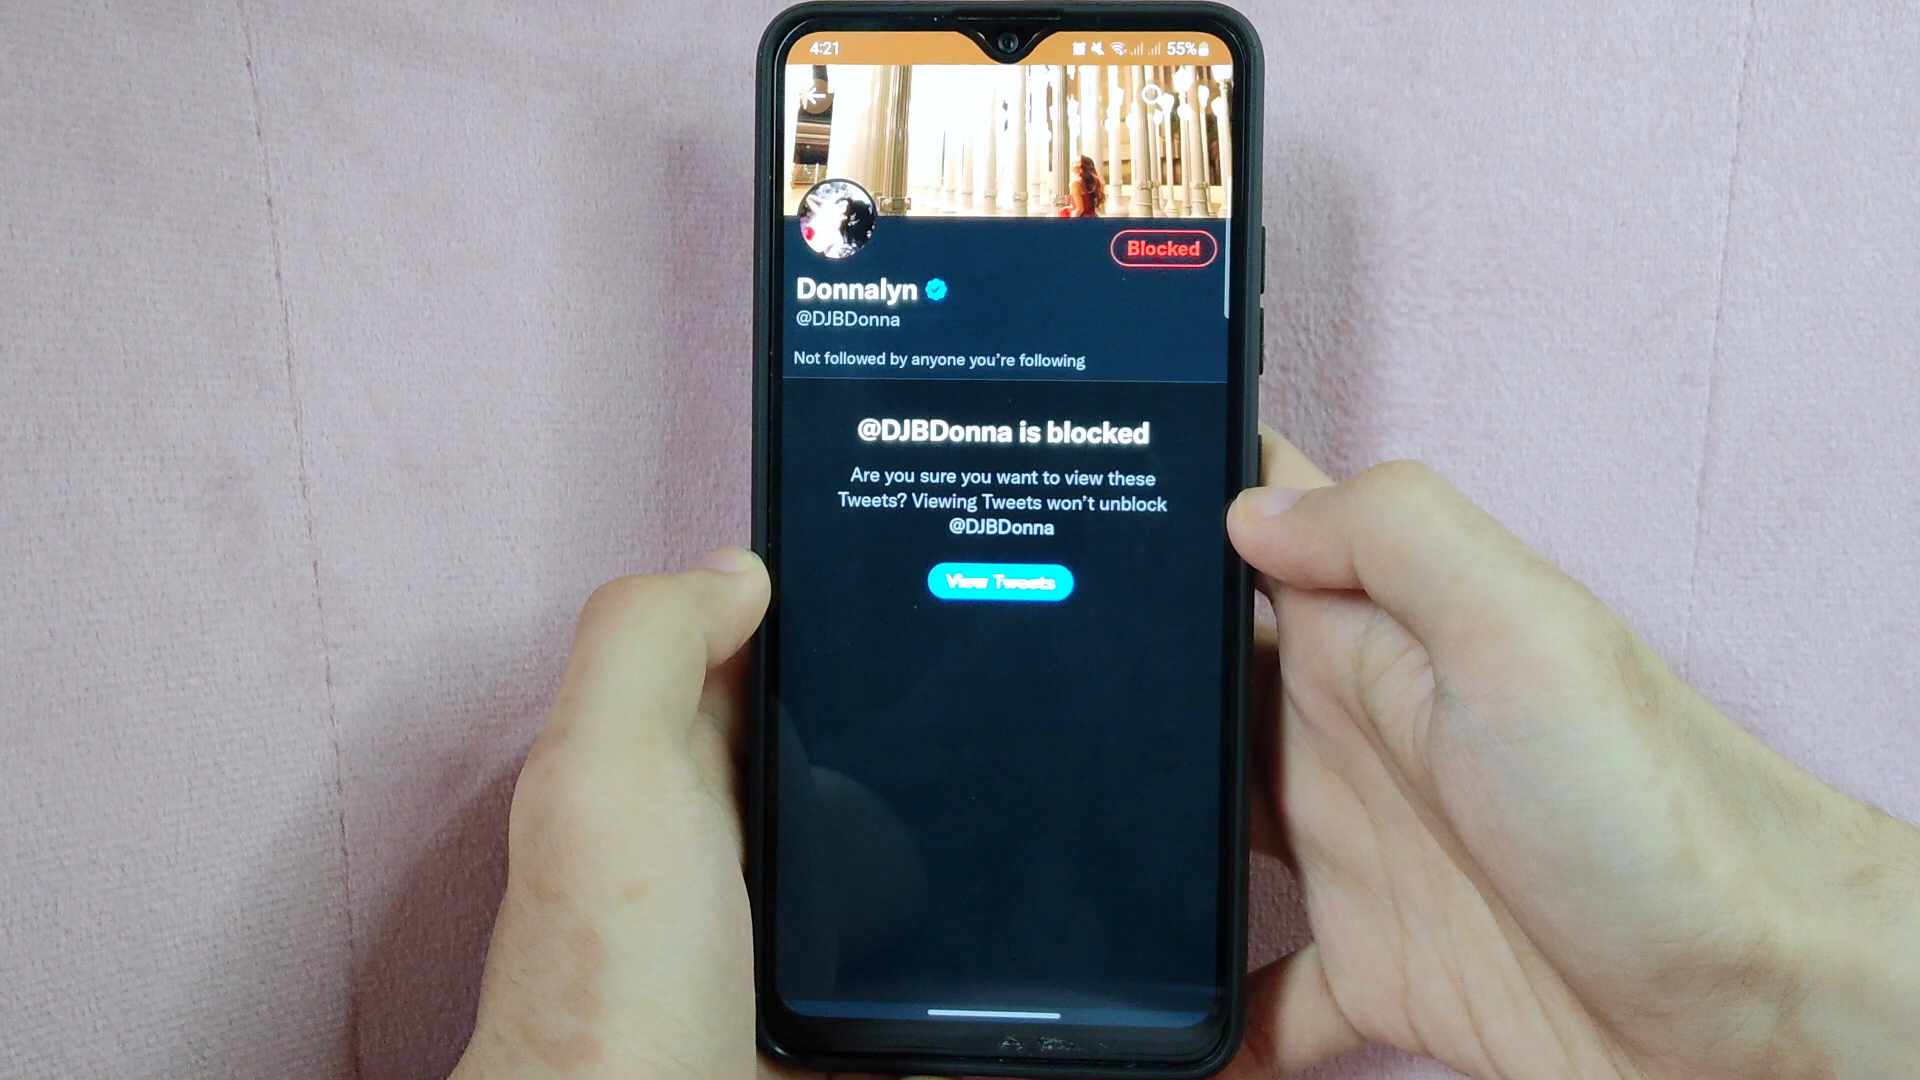 4:21
55%
Blocked
Donnalyn
@DJBDonna
Not followed by anyone you're following
@DJBDonna is blocked
Are you sure you want to view these
Tweets? Viewing Tweets won't unblock
@DJBDonna
View Tweets